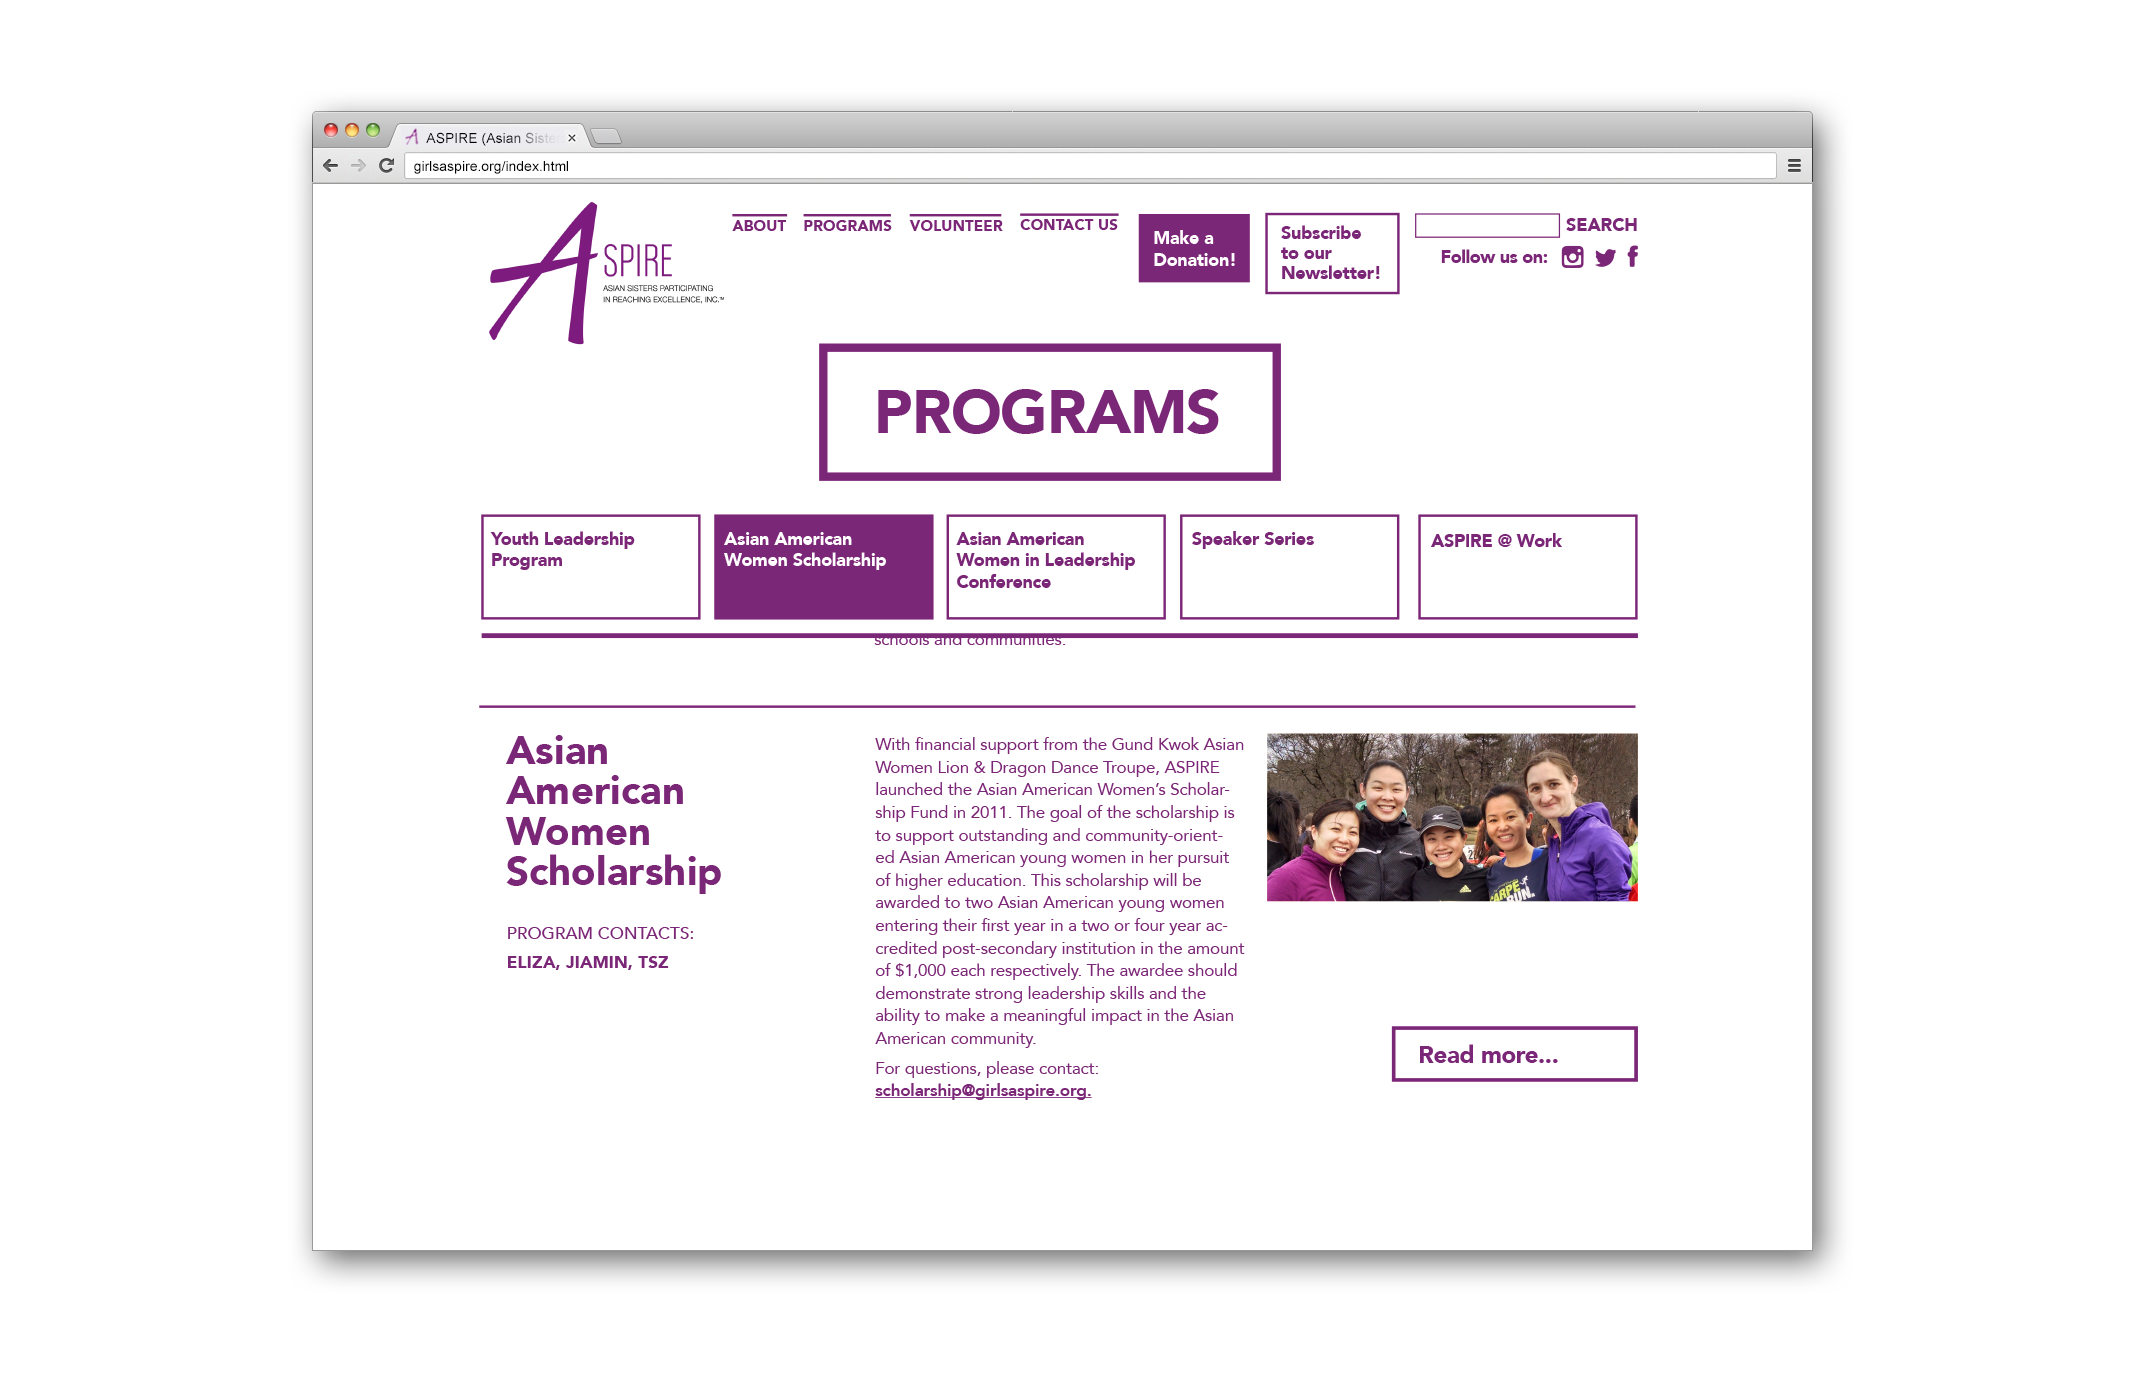 ASPIRE (Asian Siste
girlsaspire.org/index.html
ASPIRE
ASIAN SISTERS PARTICIPATING
IN REACHING EXCELLENCE, INC.™
ABOUT
PROGRAMS
VOLUNTEER
CONTACT US
Make a
Donation!
Subscribe
to our
Newsletter!
SEARCH
Follow us on:
PROGRAMS
Youth Leadership
Program
Asian American
Women Scholarship
Asian American
Women in Leadership
Conference
Speaker Series
ASPIRE @ Work
schools and communities.
Asian
American
Women
Scholarship
PROGRAM CONTACTS:
ELIZA, JIAMIN, TSZ
With financial support from the Gund Kwok Asian
Women Lion & Dragon Dance Troupe, ASPIRE
launched the Asian American Women's Scholar-
ship Fund in 2011. The goal of the scholarship is
to support outstanding and community-orient-
ed Asian American young women in her pursuit
of higher education. This scholarship will be
awarded to two Asian American young women
entering their first year in a two or four year ac-
credited post-secondary institution in the amount
of $1,000 each respectively. The awardee should
demonstrate strong leadership skills and the
ability to make a meaningful impact in the Asian
American community.
For questions, please contact:
scholarship@girlsaspire.org.
RUN.
Read more...